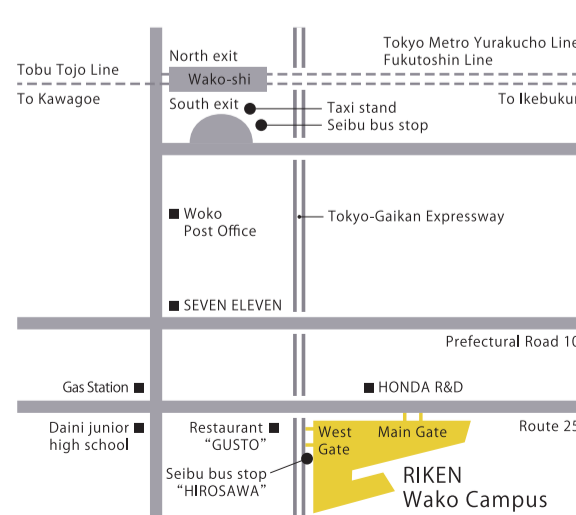 North exit
Tokyo Metro Yurakucho Line
Fukutoshin Line
Tobu Tojo Line
Wako-shi
To Kawagoe
South exit
To Ikebukur
Taxi stand
Seibu bus stop
Woko
Post Office
Tokyo-Gaikan Expressway
SEVEN ELEVEN
Prefectural Road 10
Gas Station
HONDA R&D
Daini junior
high school
Restaurant
“GUSTO”
West
Gate
Main Gate
Route 25
Seibu bus stop
“HIROSAWA”
RIKEN
Wako Campus